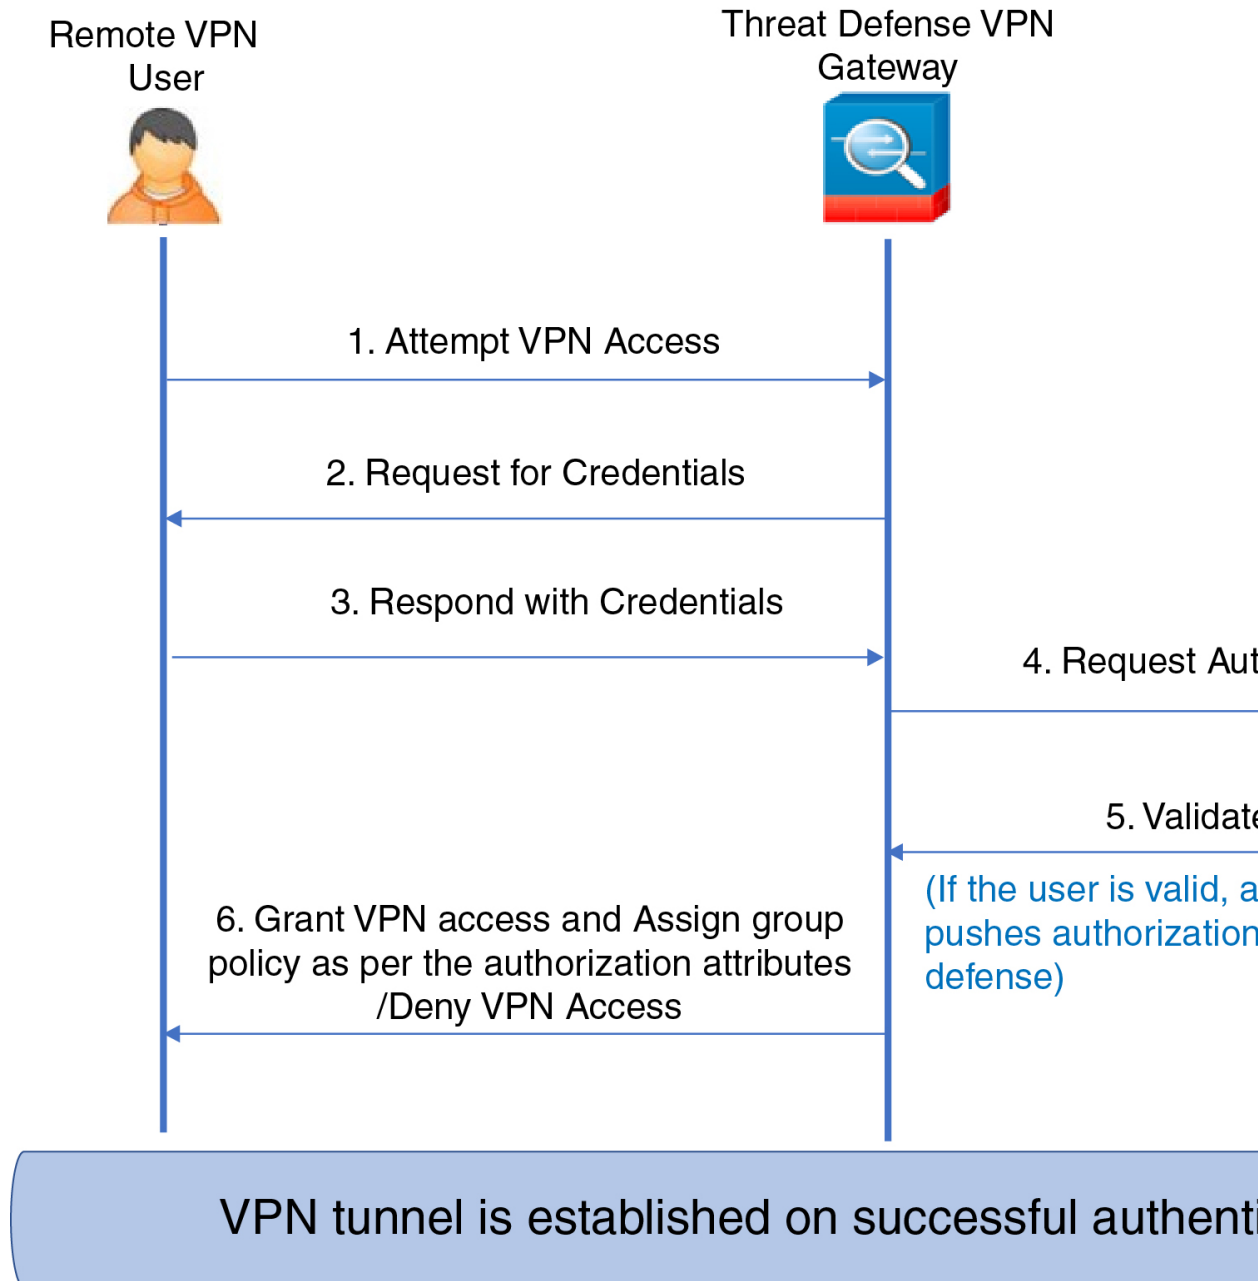 Remote VPN
User
Threat Defense VPN
Gateway
1. Attempt VPN Access
2. Request for Credentials
3. Respond with Credentials
4. Request
5.
(If the user is valid,
pushes authorization
defense)
6. Grant VPN access and Assign group
policy as per the authorization attributes
/Deny VPN Access
VPN tunnel is established on successful